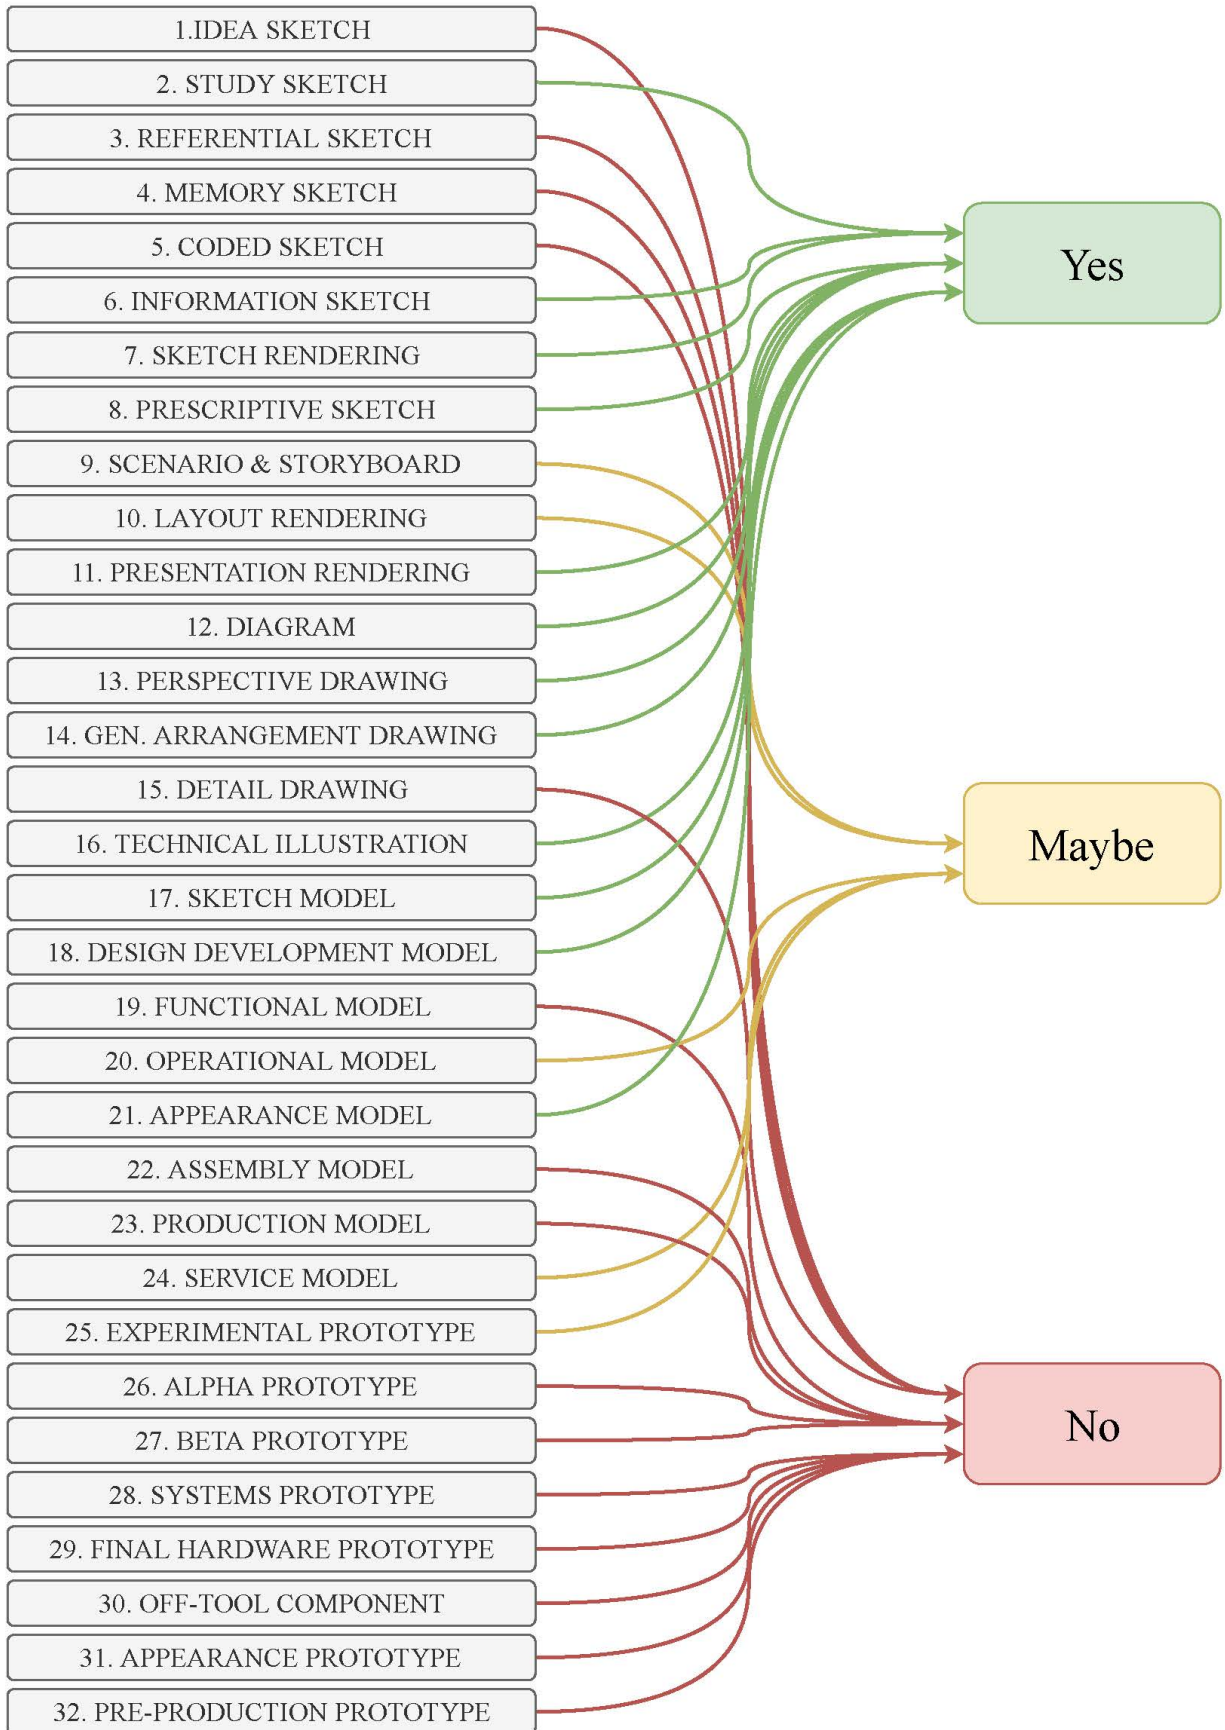 1.IDEA SKETCH
2. STUDY SKETCH
3. REFERENTIAL SKETCH
4. MEMORY SKETCH
5. CODED SKETCH
6. INFORMATION SKETCH
7. SKETCH RENDERING
8. PRESCRIPTIVE SKETCH
9. SCENARIO & STORYBOARD
10. LAYOUT RENDERING
11. PRESENTATION RENDERING
12. DIAGRAM
13. PERSPECTIVE DRAWING
14. GEN. ARRANGEMENT DRAWING
15. DETAIL DRAWING
16. TECHNICAL ILLUSTRATION
17. SKETCH MODEL
18. DESIGN DEVELOPMENT MODEL
19. FUNCTIONAL MODEL
20. OPERATIONAL MODEL
21. APPEARANCE MODEL
22. ASSEMBLY MODEL
23. PRODUCTION MODEL
24. SERVICE MODEL
25. EXPERIMENTAL PROTOTYPE
26. ALPHA PROTOTYPE
27. BETA PROTOTYPE
28. SYSTEMS PROTOTYPE
29. FINAL HARDWARE PROTOTYPE
30. OFF-TOOL COMPONENT
31. APPEARANCE PROTOTYPE
32. PRE-PRODUCTION PROTOTYPE
Yes
Maybe
No